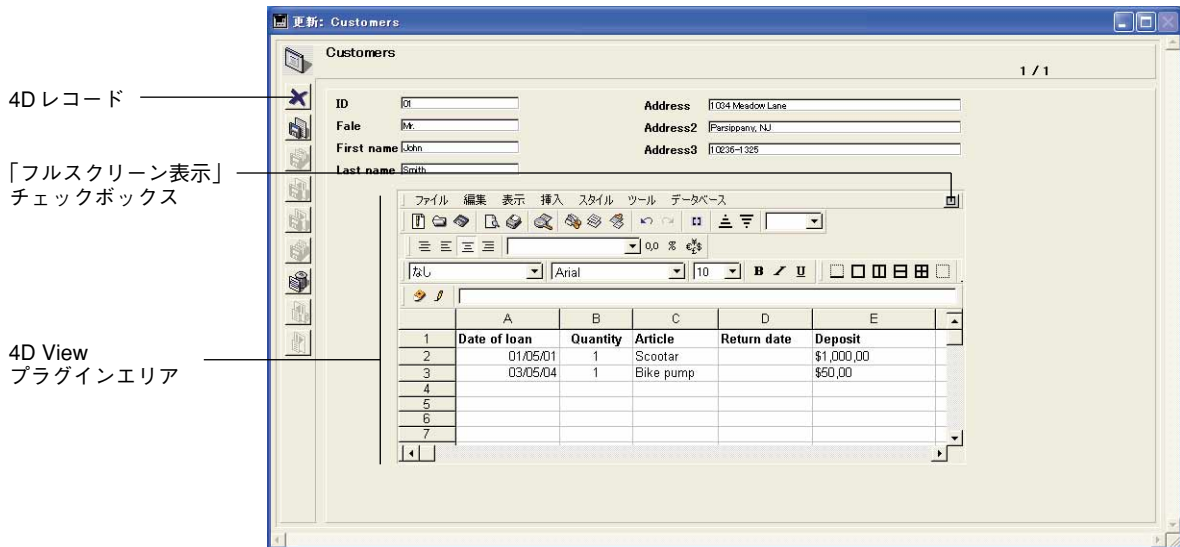 更新: Customers
Customers
1 / 1
4D レコード
「フルスクリーン表示」
チェックボックス
4D View
プラグインエリア
ID 01
Fale Mr.
First name John
Last name Smith
Address 1034 Meadow Lane
Address2 Parsippany, NJ
Address3 10236-1325
ファイル 編集 表示 挿入 スタイル ツール データベース
0,0 %
なし Arial 10 B I U
A B C D E
1 Date of loan Quantity Article Return date Deposit
2 01/05/01 1 Scootar $1,000,00
3 03/05/04 1 Bike pump $50,00
4
5
6
7